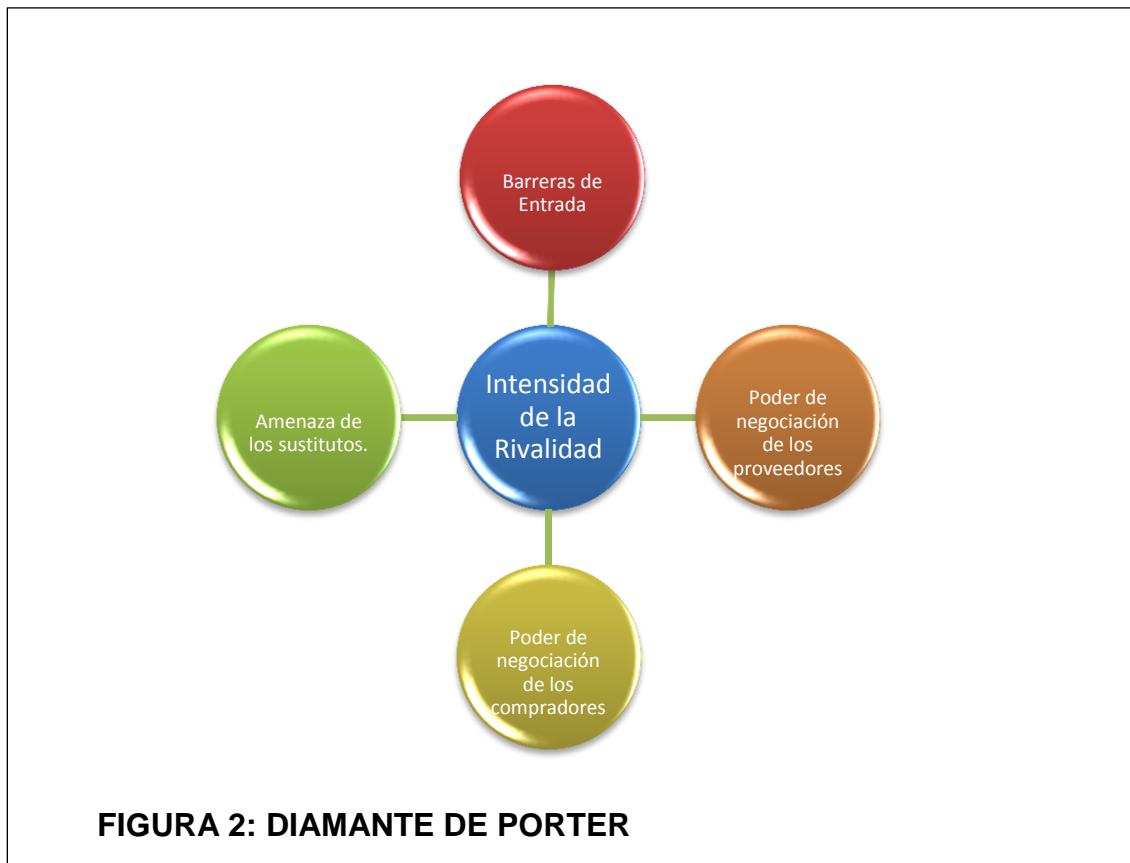 Barreras de
Entrada
Intensidad
de la
Rivalidad
Amenaza de
los sustitutos.
Poder de
negociación
de los
proveedores
Poder de
negociación
de los
compradores
FIGURA 2: DIAMANTE DE PORTER